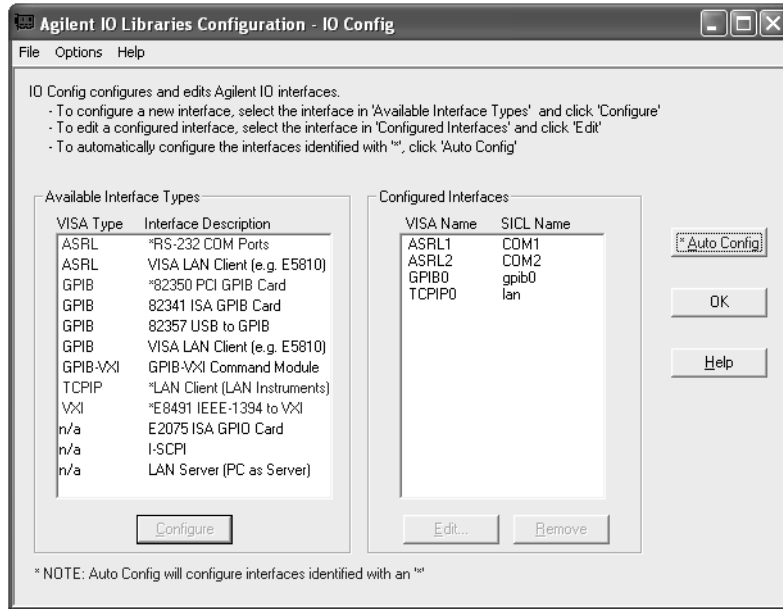 Agilent IO Libraries Configuration - IO Config
File Options Help
IO Config configures and edits Agilent IO interfaces.
- To configure a new interface, select the interface in 'Available Interface Types' and click 'Configure'
- To edit a configured interface, select the interface in 'Configured Interfaces' and click 'Edit'
- To automatically configure the interfaces identified with '*', click 'Auto Config'
Available Interface Types
VISA Type Interface Description
ASRL *RS-232 COM Ports
ASRL VISA LAN Client (e.g. E5810)
GPIB *82350 PCI GPIB Card
GPIB 82341 ISA GPIB Card
GPIB 82357 USB to GPIB
GPIB VISA LAN Client (e.g. E5810)
GPIB-VXI GPIB-VXI Command Module
TCPIP *LAN Client (LAN Instruments)
VXI *E8491 IEEE-1394 to VXI
n/a E2075 ISA GPIO Card
n/a I-SCPI
n/a LAN Server (PC as Server)
Configure
Configured Interfaces
VISA Name SICL Name
ASRL1 COM1
ASRL2 COM2
GPIB0 gpib0
TCPIP0 lan
Edit... Remove
* Auto Config
OK
Help
* NOTE: Auto Config will configure interfaces identified with an '*'